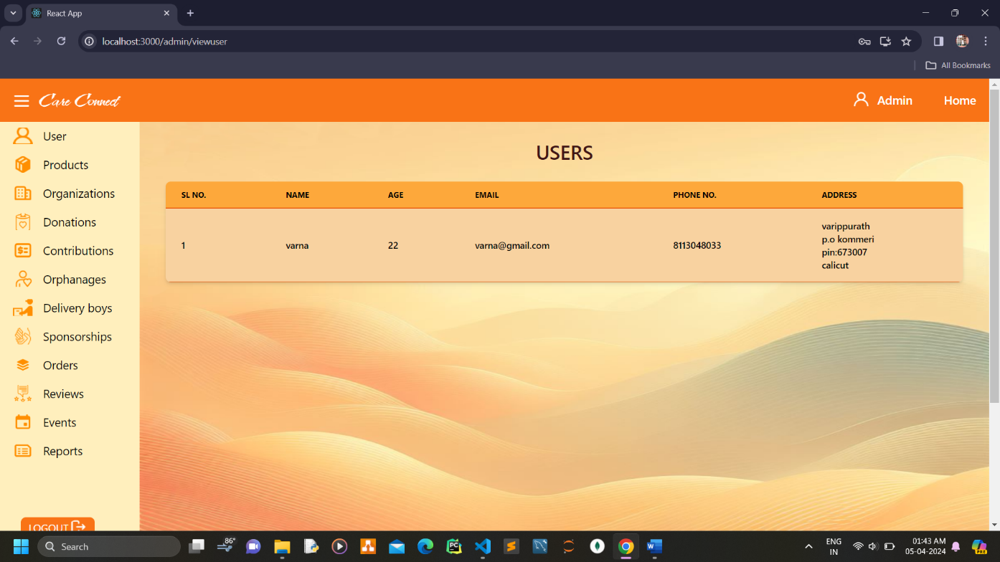 React App
localhost:3000/admin/viewuser
All Bookmarks
Care Connect
Admin
Home
User
Products
Organizations
Donations
Contributions
Orphanages
Delivery boys
Sponsorships
Orders
Reviews
Events
Reports
LOGOUT
USERS
SL NO. NAME AGE EMAIL PHONE NO. ADDRESS
1 varna 22 varna@gmail.com 8113048033 varippurath
p.o kommeri
pin:673007
calicut
Search
86°
PC
W
PRE
ENG
IN
01:43 AM
05-04-2024